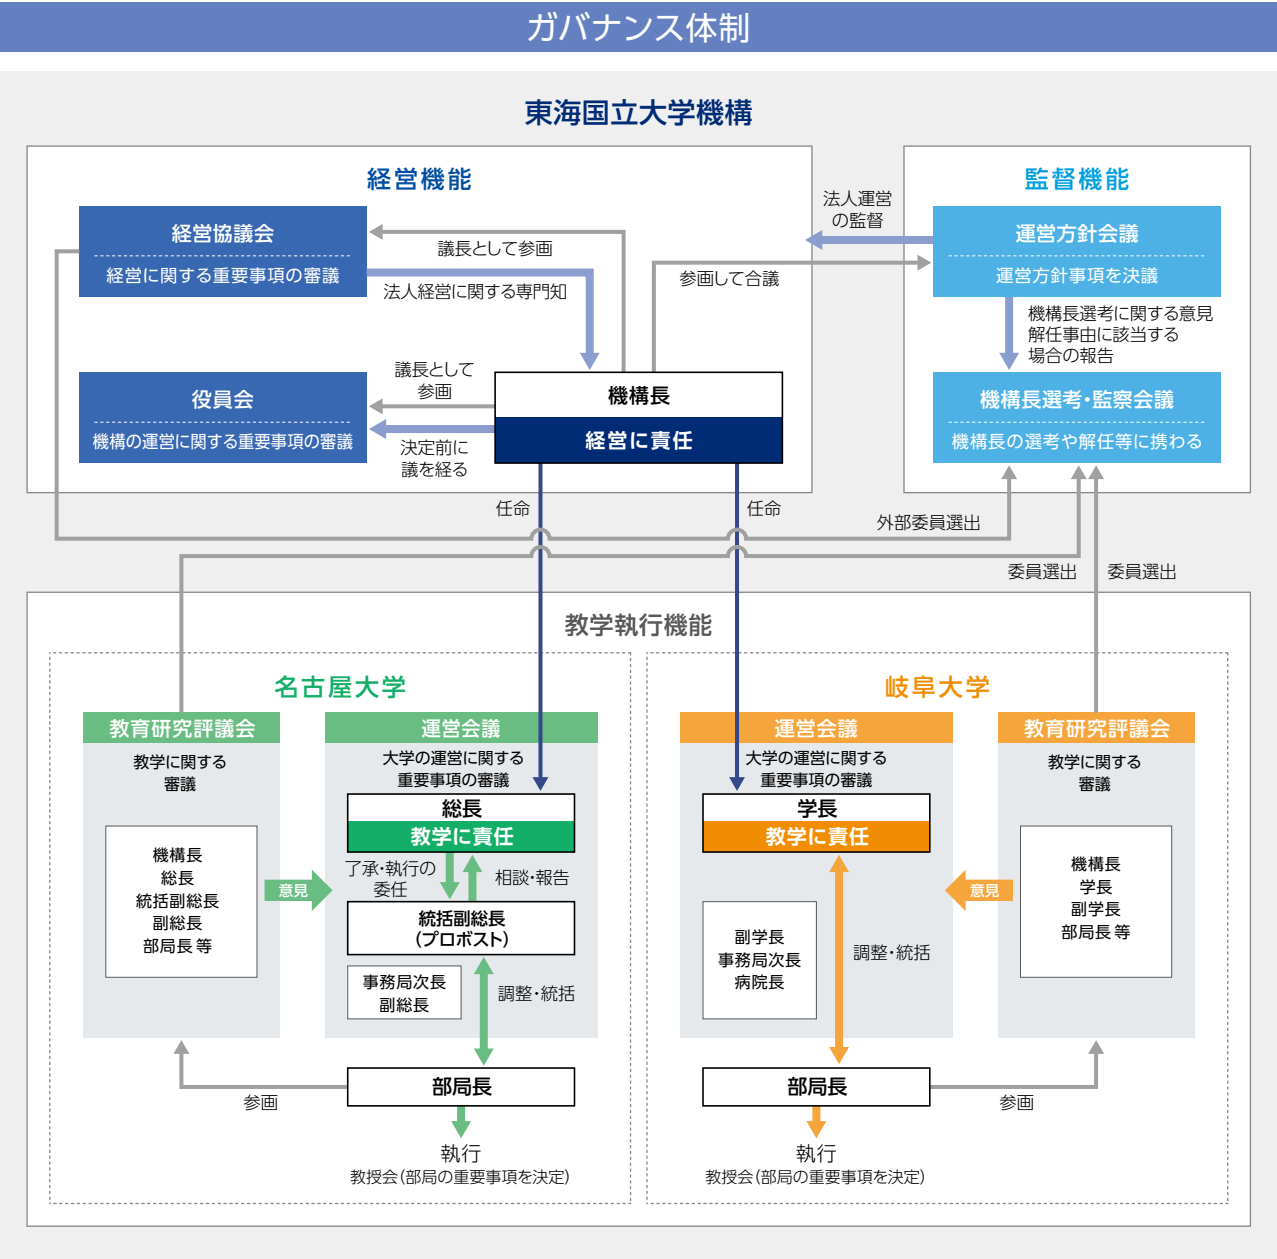 ガバナンス体制
東海国立大学機構
経営機能
経営協議会
経営に関する重要事項の審議
議長として参画
法人経営に関する専門知
役員会
機構の運営に関する重要事項の審議
議長として
参画
決定前に
議を経る
機構長
経営に責任
参画して合議
法人運営
の監督
監督機能
運営方針会議
運営方針事項を決議
機構長選考に関する意見
解任事由に該当する
場合の報告
機構長選考・監察会議
機構長の選考や解任等に携わる
任命
任命
外部委員選出
委員選出
委員選出
教学執行機能
名古屋大学
教育研究評議会
教学に関する
審議
機構長
総長
統括副総長
副総長
部局長 等
意見
運営会議
大学の運営に関する
重要事項の審議
総長
教学に責任
了承・執行の
委任
相談・報告
統括副総長
(プロボスト)
事務局次長
副総長
調整・統括
部局長
参画
執行
教授会(部局の重要事項を決定)
岐阜大学
運営会議
大学の運営に関する
重要事項の審議
学長
教学に責任
副学長
事務局次長
病院長
調整・統括
意見
教育研究評議会
教学に関する
審議
機構長
学長
副学長
部局長 等
部局長
参画
執行
教授会(部局の重要事項を決定)